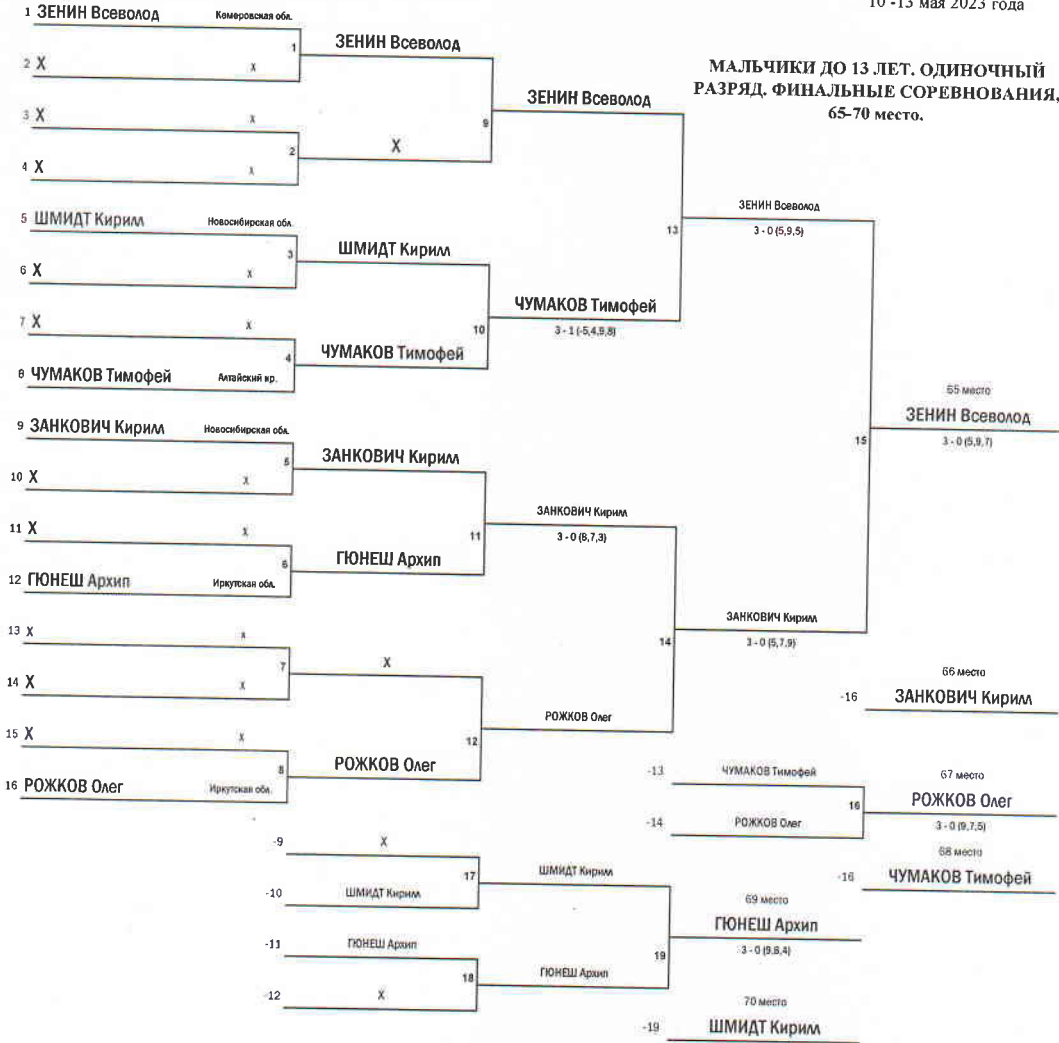 10 -13 мая 2023 года
МАЛЬЧИКИ ДО 13 ЛЕТ. ОДИНОЧНЫЙ
РАЗРЯД. ФИНАЛЬНЫЕ СОРЕВНОВАНИЯ,
65-70 место.
1 ЗЕНИН Всеволод Кемеровская обл.
1 ЗЕНИН Всеволод
2 X X
9 ЗЕНИН Всеволод
3 X X
2 X
4 X X
13 ЗЕНИН Всеволод
3 - 0 (5,9,5)
5 ШМИДТ Кирилл Новосибирская обл.
3 ШМИДТ Кирилл
6 X X
10 ЧУМАКОВ Тимофей
3 - 1 (-5,4,9,8)
7 X X
4 ЧУМАКОВ Тимофей
8 ЧУМАКОВ Тимофей Алтайский кр.
65 место
15 ЗЕНИН Всеволод
3 - 0 (5,9,7)
9 ЗАНКОВИЧ Кирилл Новосибирская обл.
5 ЗАНКОВИЧ Кирилл
10 X X
11 ЗАНКОВИЧ Кирилл
3 - 0 (8,7,3)
11 X X
6 ГЮНЕШ Архип
12 ГЮНЕШ Архип Иркутская обл.
14 ЗАНКОВИЧ Кирилл
3 - 0 (5,7,9)
13 X X
7 X
14 X X
12 РОЖКОВ Олег
15 X X
8 РОЖКОВ Олег
16 РОЖКОВ Олег Иркутская обл.
66 место
-16 ЗАНКОВИЧ Кирилл
-13 ЧУМАКОВ Тимофей
67 место
16 РОЖКОВ Олег
3 - 0 (9,7,5)
-14 РОЖКОВ Олег
68 место
-16 ЧУМАКОВ Тимофей
-9 X
17 ШМИДТ Кирилл
-10 ШМИДТ Кирилл
69 место
19 ГЮНЕШ Архип
3 - 0 (9,8,4)
-11 ГЮНЕШ Архип
18 ГЮНЕШ Архип
-12 X
70 место
-19 ШМИДТ Кирилл